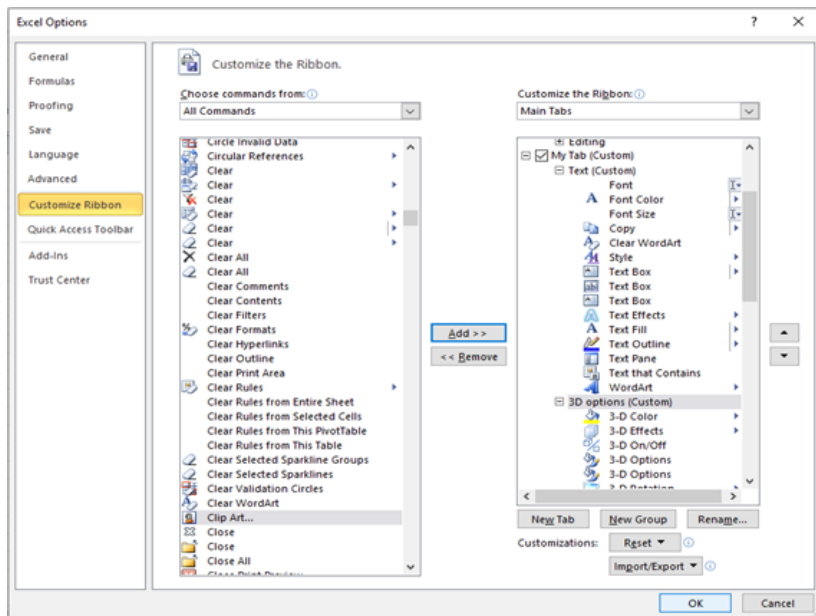 Excel Options
?
General
Formulas
Proofing
Save
Language
Advanced
Customize Ribbon
Quick Access Toolbar
Add-Ins
Trust Center
Customize the Ribbon.
Choose commands from:
All Commands
Circle Invalid Data
Circular References
Clear
Clear
Clear
Clear
Clear
Clear
Clear All
Clear All
Clear Comments
Clear Contents
Clear Filters
Clear Formats
Clear Hyperlinks
Clear Outline
Clear Print Area
Clear Rules
Clear Rules from Entire Sheet
Clear Rules from Selected Cells
Clear Rules from This PivotTable
Clear Rules from This Table
Clear Selected Sparkline Groups
Clear Selected Sparklines
Clear Validation Circles
Clear WordArt
Clip Art...
Close
Close
Close All
Close Print Preview
Add >>
<< Remove
Customize the Ribbon:
Main Tabs
Editing
My Tab (Custom)
Text (Custom)
Font
Font Color
Font Size
Copy
Clear WordArt
Style
Text Box
Text Box
Text Box
Text Effects
Text Fill
Text Outline
Text Pane
Text that Contains
WordArt
3D options (Custom)
3-D Color
3-D Effects
3-D On/Off
3-D Options
3-D Options
3-D Rotation
New Tab
New Group
Rename...
Customizations:
Reset
Import/Export
OK
Cancel